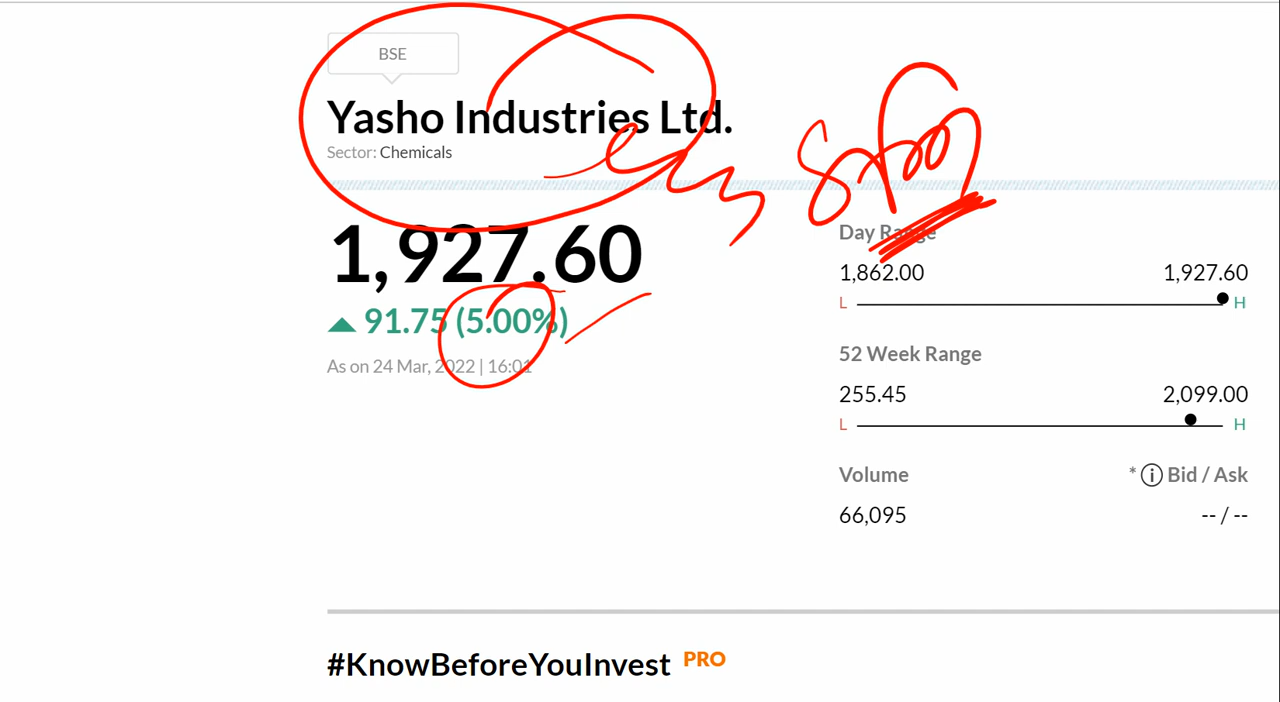 BSE
Yasho Industries Ltd.
Sector: Chemicals
1,927.60
91.75 (5.00%)
As on 24 Mar, 2022 | 16:01
Day Range
1,862.00 1,927.60
L H
52 Week Range
255.45 2,099.00
L H
Volume * i Bid / Ask
66,095 -- / --
#KnowBeforeYouInvest PRO